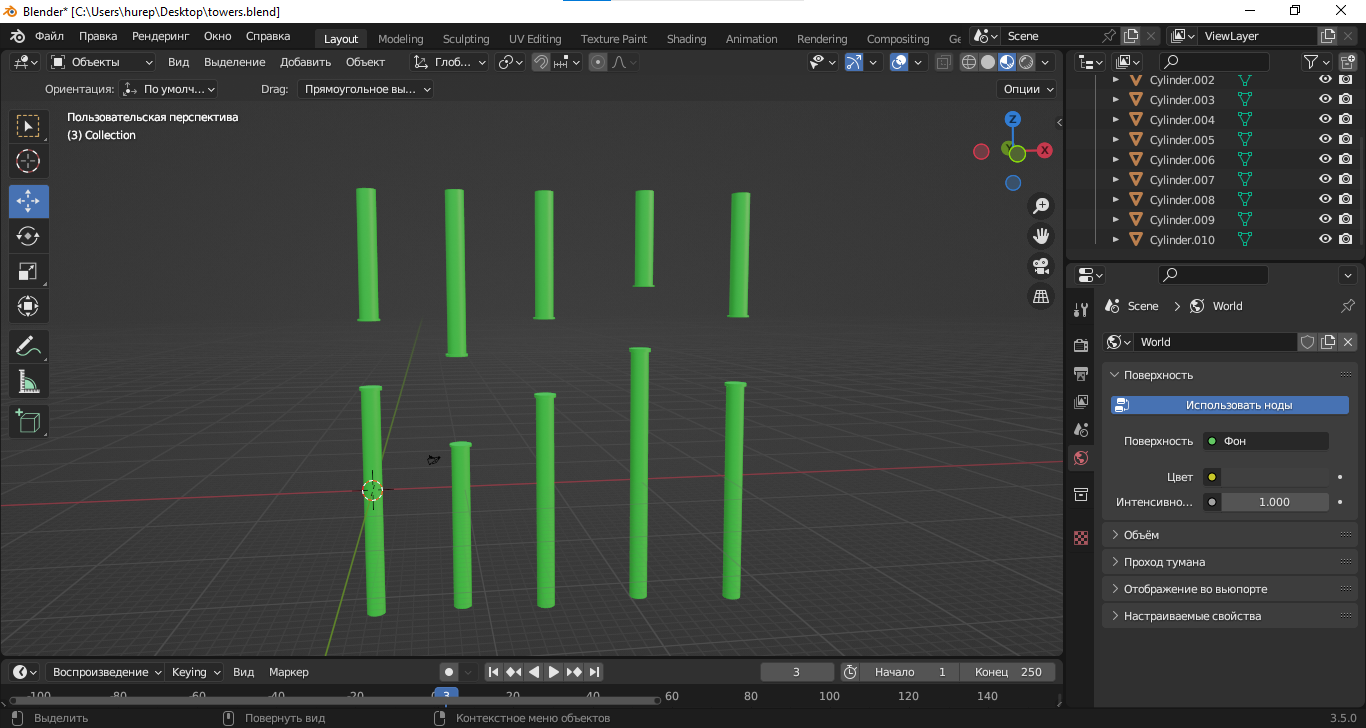 Blender* [C:\Users\hurep\Desktop\towers.blend]
Файл Правка Рендеринг Окно Справка Layout Modeling Sculpting UV Editing Texture Paint Shading Animation Rendering Compositing Ge Scene ViewLayer
Объекты Вид Выделение Добавить Объект Глоб...
Ориентация: По умолч... Drag: Прямоугольное вы... Опции
Пользовательская перспектива
(3) Collection
Z
X
Y
Cylinder.002
Cylinder.003
Cylinder.004
Cylinder.005
Cylinder.006
Cylinder.007
Cylinder.008
Cylinder.009
Cylinder.010
Scene > World
World
Поверхность
Использовать ноды
Поверхность Фон
Цвет
Интенсивно... 1.000
Объём
Проход тумана
Отображение во вьюпорте
Настраиваемые свойства
Воспроизведение Keying Вид Маркер 3 Начало 1 Конец 250
-100 -80 -60 -40 -20 0 3 20 40 60 80 100 120 140
Выделить Повернуть вид Контекстное меню объектов 3.5.0